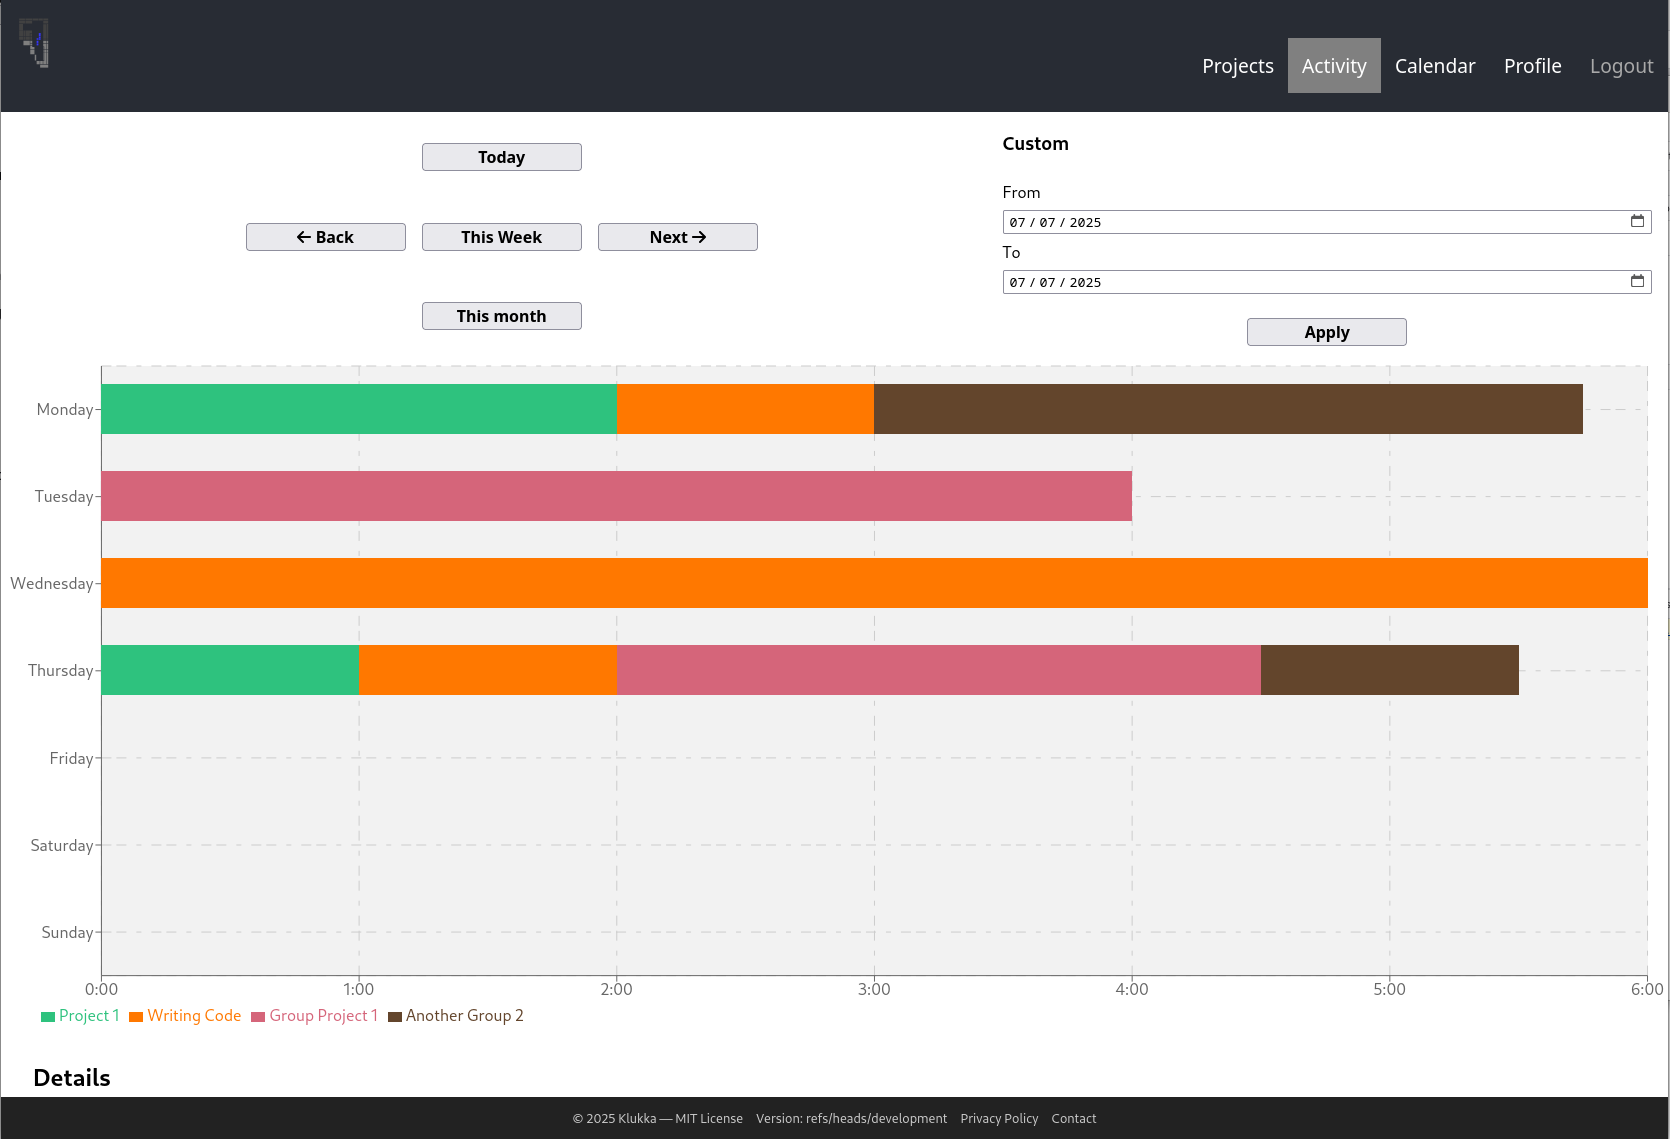 Projects Activity Calendar Profile Logout
Today
← Back This Week Next →
This month
Custom
From
07 / 07 / 2025
To
07 / 07 / 2025
Apply
Monday
Tuesday
Wednesday
Thursday
Friday
Saturday
Sunday
0:00 1:00 2:00 3:00 4:00 5:00 6:00
Project 1 Writing Code Group Project 1 Another Group 2
Details
© 2025 Klukka — MIT License Version: refs/heads/development Privacy Policy Contact